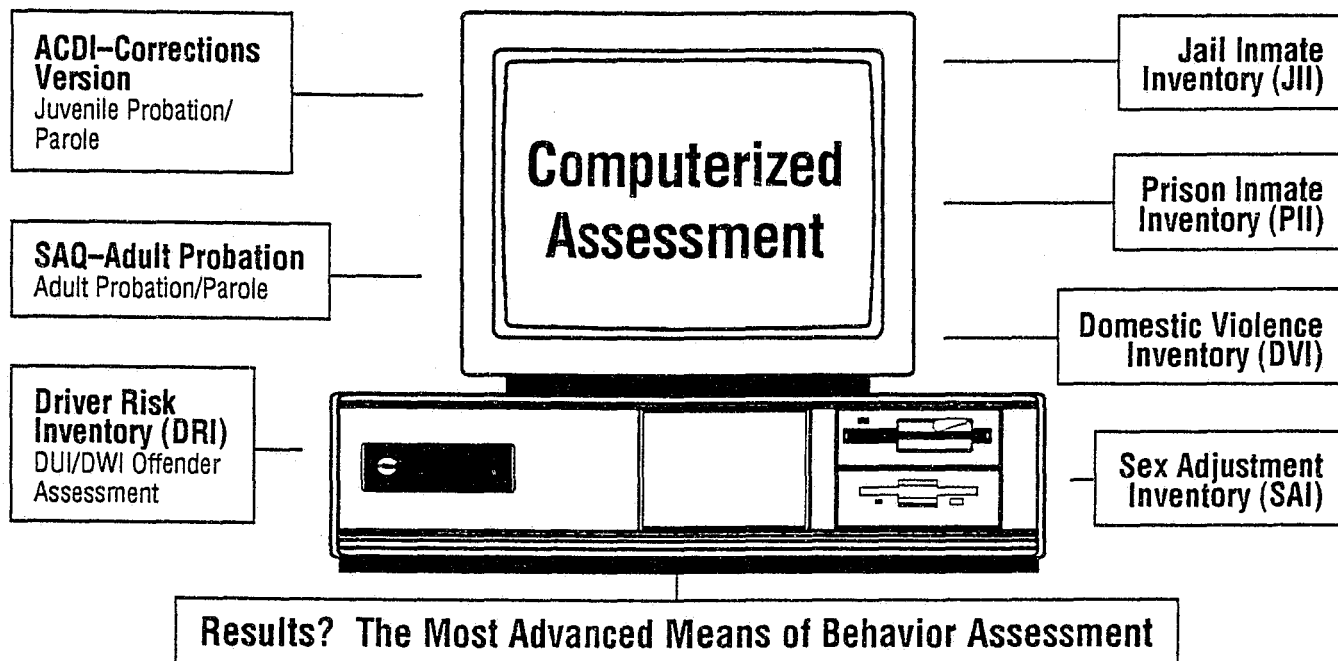 ACDI–Corrections
Version
Juvenile Probation/
Parole
SAQ–Adult Probation
Adult Probation/Parole
Driver Risk
Inventory (DRI)
DUI/DWI Offender
Assessment
Computerized
Assessment
Jail Inmate
Inventory (JII)
Prison Inmate
Inventory (PII)
Domestic Violence
Inventory (DVI)
Sex Adjustment
Inventory (SAI)
Results? The Most Advanced Means of Behavior Assessment